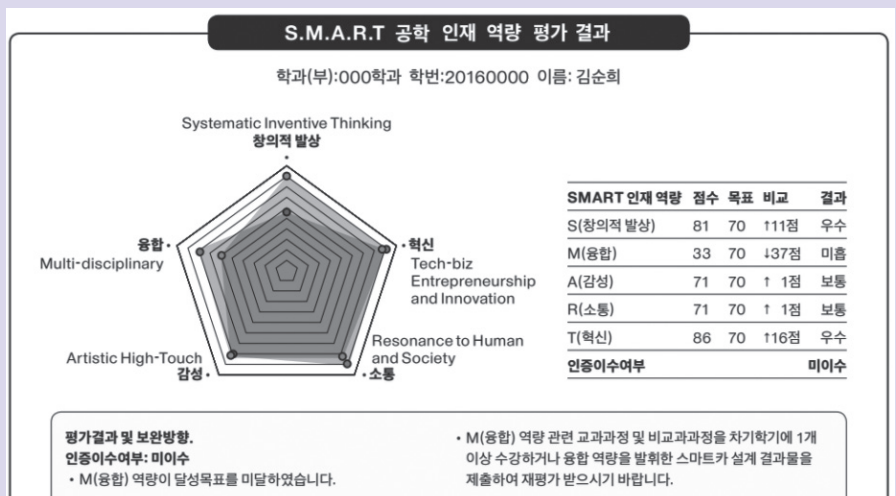 S.M.A.R.T 공학 인재 역량 평가 결과
학과(부):000학과 학번:20160000 이름: 김순희
Systematic Inventive Thinking
창의적 발상
융합
Multi-disciplinary
혁신
Tech-biz
Entrepreneurship
and Innovation
Artistic High-Touch
감성
Resonance to Human
and Society
소통
SMART 인재 역량 점수 목표 비교 결과
S(창의적 발상) 81 70 ↑11점 우수
M(융합) 33 70 ↓37점 미흡
A(감성) 71 70 ↑ 1점 보통
R(소통) 71 70 ↑ 1점 보통
T(혁신) 86 70 ↑16점 우수
인증이수여부 미이수
평가결과 및 보완방향.
인증이수여부: 미이수
• M(융합) 역량이 달성목표를 미달하였습니다.
• M(융합) 역량 관련 교과과정 및 비교과과정을 차기학기에 1개
이상 수강하거나 융합 역량을 발휘한 스마트카 설계 결과물을
제출하여 재평가 받으시기 바랍니다.